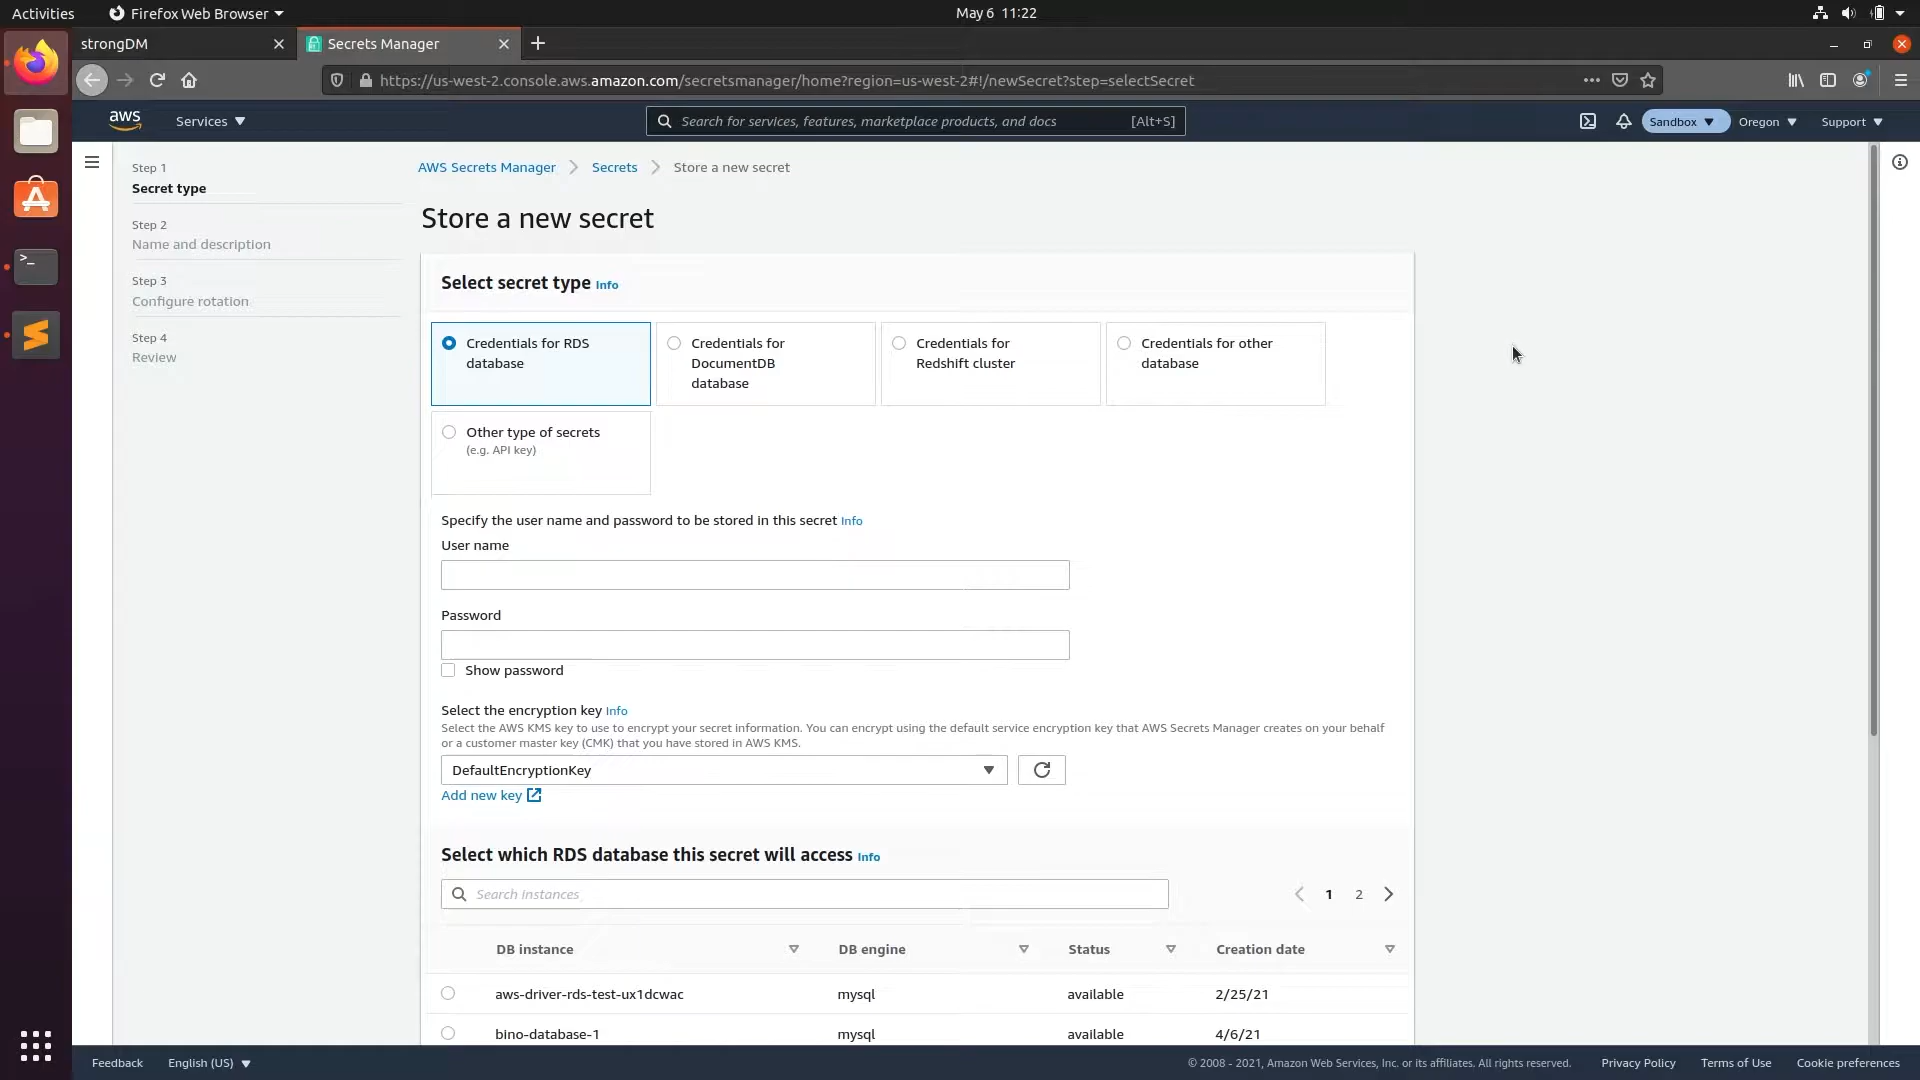 Activities
Firefox Web Browser
May 6 11:22
strongDM
Secrets Manager
https://us-west-2.console.aws.amazon.com/secretsmanager/home?region=us-west-2#!/newSecret?step=selectSecret
aws
Services
Search for services, features, marketplace products, and docs
[Alt+S]
Sandbox
Oregon
Support
Step 1
Secret type
Step 2
Name and description
Step 3
Configure rotation
Step 4
Review
AWS Secrets Manager
Secrets
Store a new secret
Store a new secret
Select secret type Info
Credentials for RDS
database
Credentials for
DocumentDB
database
Credentials for
Redshift cluster
Credentials for other
database
Other type of secrets
(e.g. API key)
Specify the user name and password to be stored in this secret Info
User name
Password
Show password
Select the encryption key Info
Select the AWS KMS key to use to encrypt your secret information. You can encrypt using the default service encryption key that AWS Secrets Manager creates on your behalf
or a customer master key (CMK) that you have stored in AWS KMS.
DefaultEncryptionKey
Add new key
Select which RDS database this secret will access Info
Search instances
1 2
DB instance DB engine Status Creation date
aws-driver-rds-test-ux1dcwac mysql available 2/25/21
bino-database-1 mysql available 4/6/21
Feedback
English (US)
© 2008 - 2021, Amazon Web Services, Inc. or its affiliates. All rights reserved.
Privacy Policy
Terms of Use
Cookie preferences